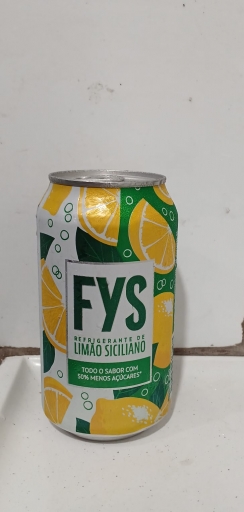 FYS
REFRIGERANTE DE
LIMÃO SICILIANO
TODO O SABOR COM
50% MENOS AÇÚCARES*